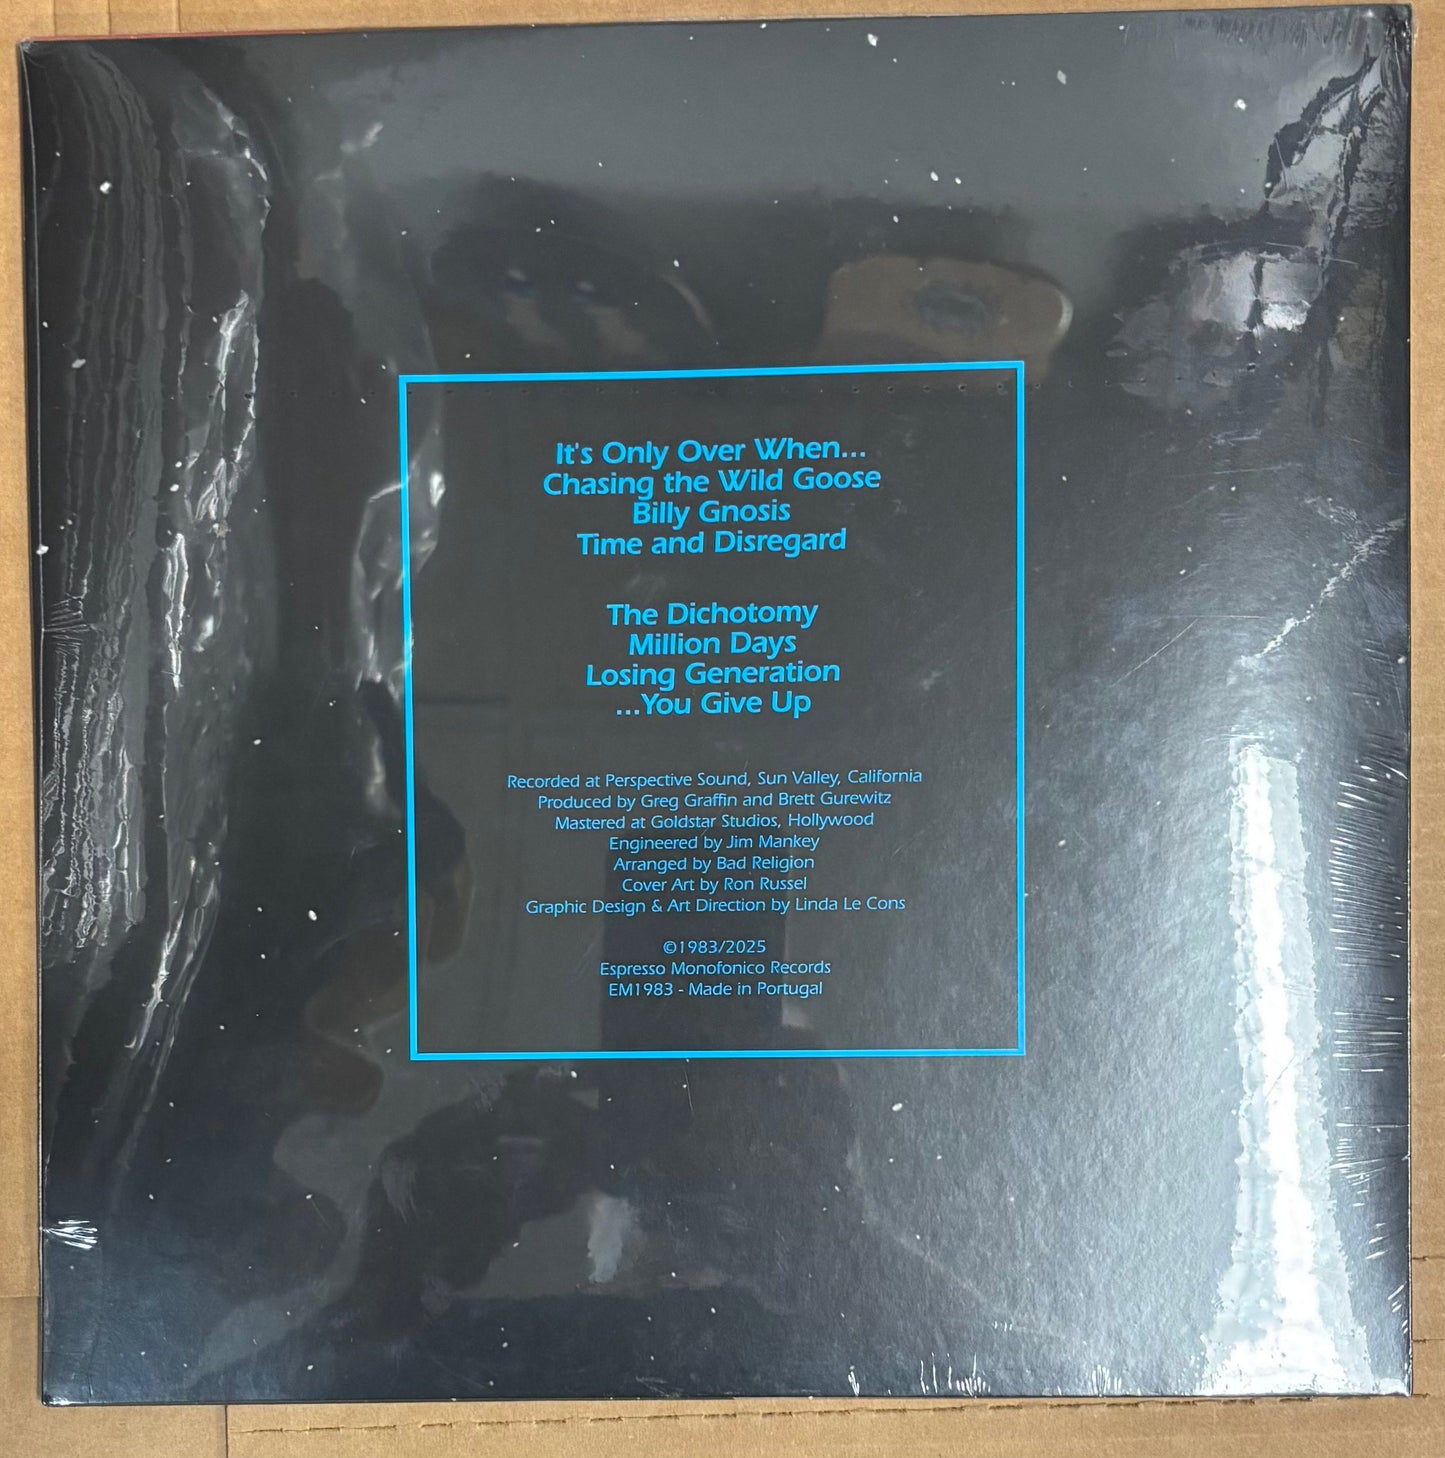 It's Only Over When...
Chasing the Wild Goose
Billy Gnosis
Time and Disregard
The Dichotomy
Million Days
Losing Generation
...You Give Up
Recorded at Perspective Sound, Sun Valley, California
Produced by Greg Graffin and Brett Gurewitz
Mastered at Goldstar Studios, Hollywood
Engineered by Jim Mankey
Arranged by Bad Religion
Cover Art by Ron Russel
Graphic Design & Art Direction by Linda Le Cons
©1983/2025
Espresso Monofonico Records
EM1983 - Made in Portugal